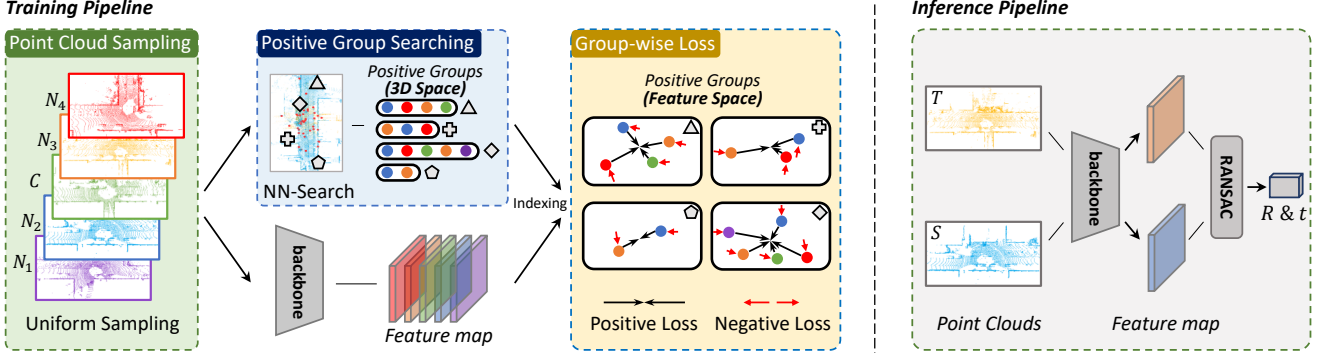 Training Pipeline
Point Cloud Sampling
N4
N3
C
N2
N1
Uniform Sampling
Positive Group Searching
Positive Groups
(3D Space)
NN-Search
backbone
Feature map
Indexing
Group-wise Loss
Positive Groups
(Feature Space)
Positive Loss
Negative Loss
Inference Pipeline
T
S
Point Clouds
backbone
Feature map
RANSAC
R & t